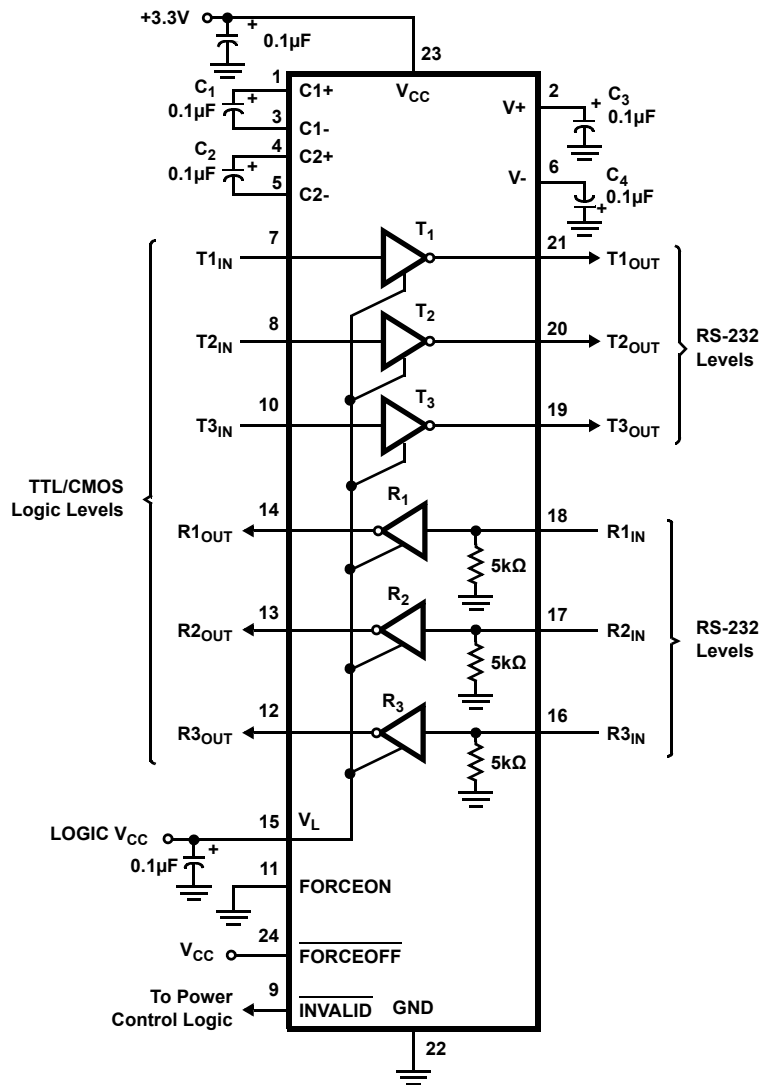 +3.3V
+
0.1µF
23
1
C1
0.1µF
+
C1+
VCC
3
C1-
2
V+
+
C3
0.1µF
4
C2
0.1µF
+
C2+
5
C2-
6
V-
C4
0.1µF
+
7
T1IN
T1
21
T1OUT
8
T2IN
T2
20
T2OUT
RS-232
Levels
10
T3IN
T3
19
T3OUT
TTL/CMOS
Logic Levels
14
R1OUT
R1
18
R1IN
5kΩ
13
R2OUT
R2
17
R2IN
5kΩ
RS-232
Levels
12
R3OUT
R3
16
R3IN
5kΩ
LOGIC VCC
15
VL
+
0.1µF
11
FORCEON
VCC
24
FORCEOFF
To Power
Control Logic
9
INVALID
GND
22